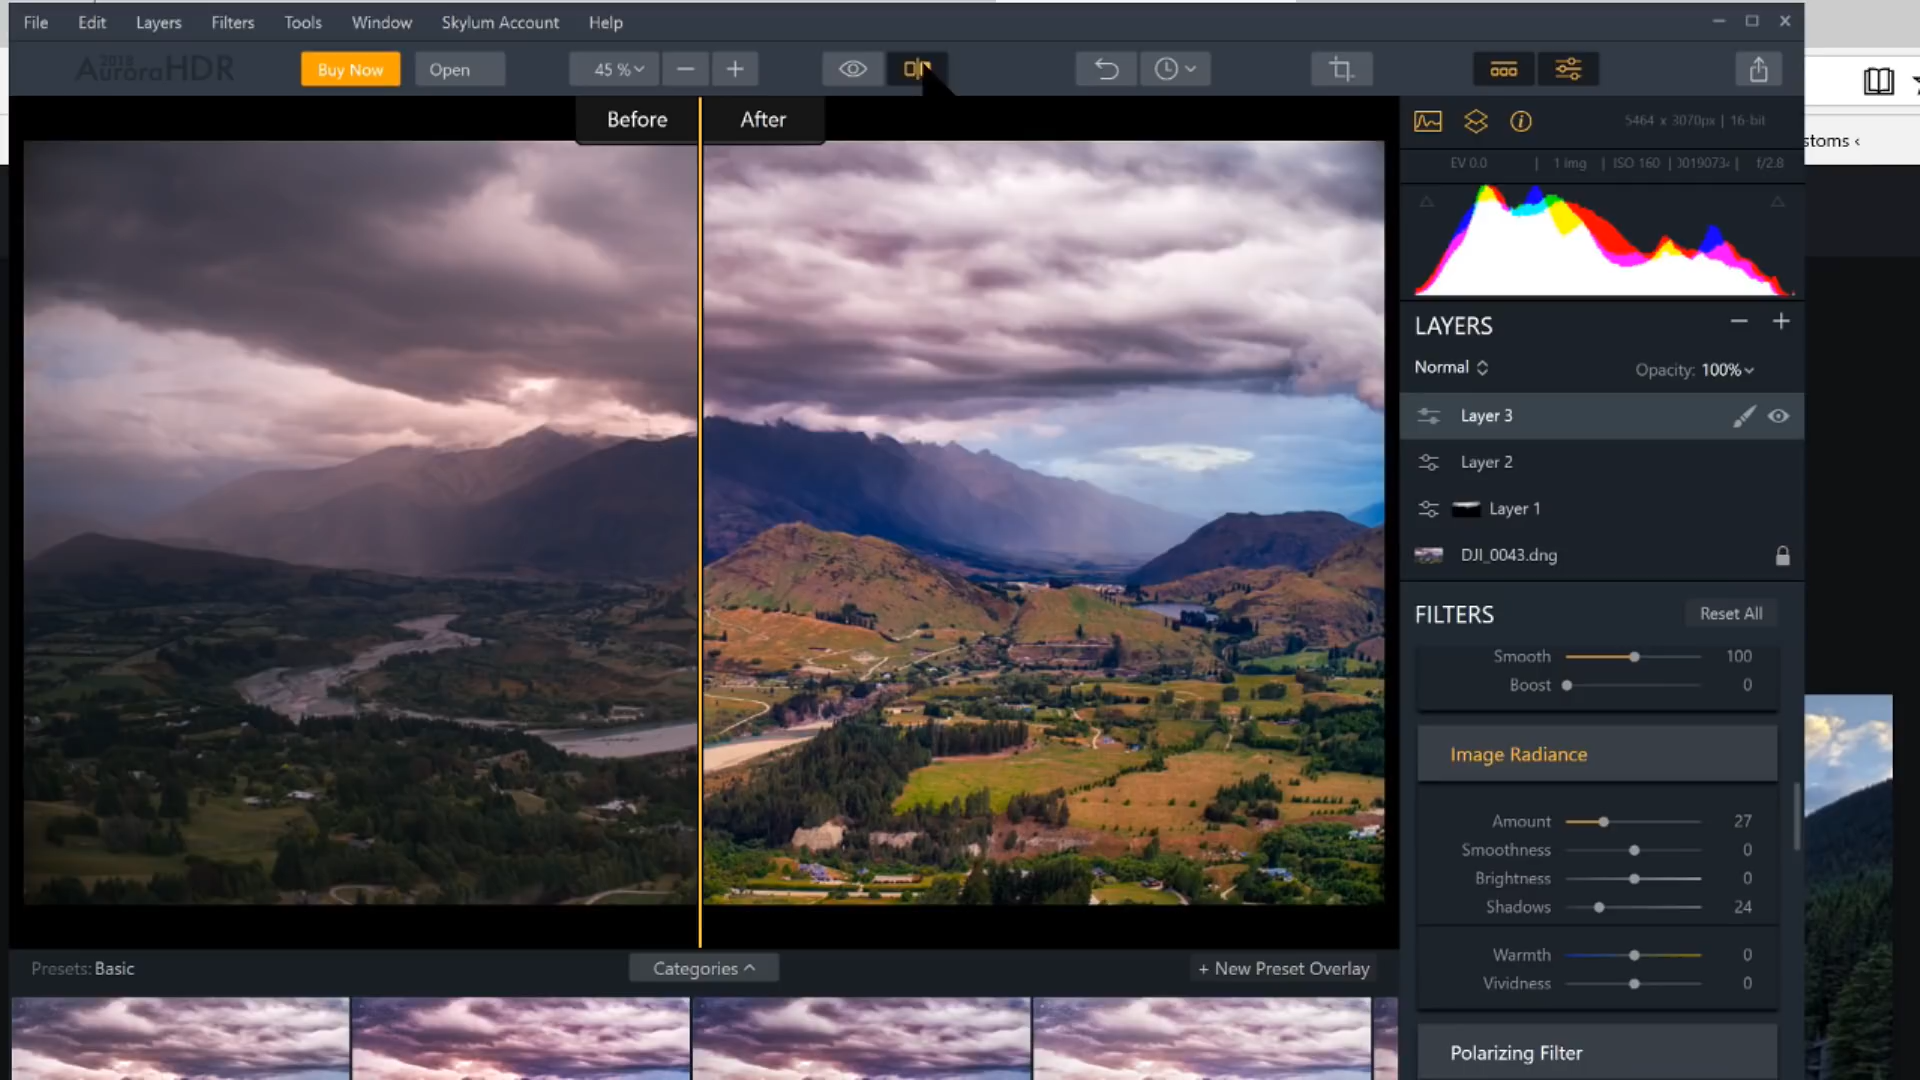 File Edit Layers Filters Tools Window Skylum Account Help
2018
AuroraHDR
Buy Now Open 45 %
Before After
5464 x 3070px | 16-bit
stoms ‹
EV 0.0 | 1 img | ISO 160 | | f/2.8
LAYERS
Normal Opacity: 100%
Layer 3
Layer 2
Layer 1
DJI_0043.dng
FILTERS Reset All
Smooth 100
Boost 0
Image Radiance
Amount 27
Smoothness 0
Brightness 0
Shadows 24
Warmth 0
Vividness 0
Polarizing Filter
Presets: Basic Categories + New Preset Overlay